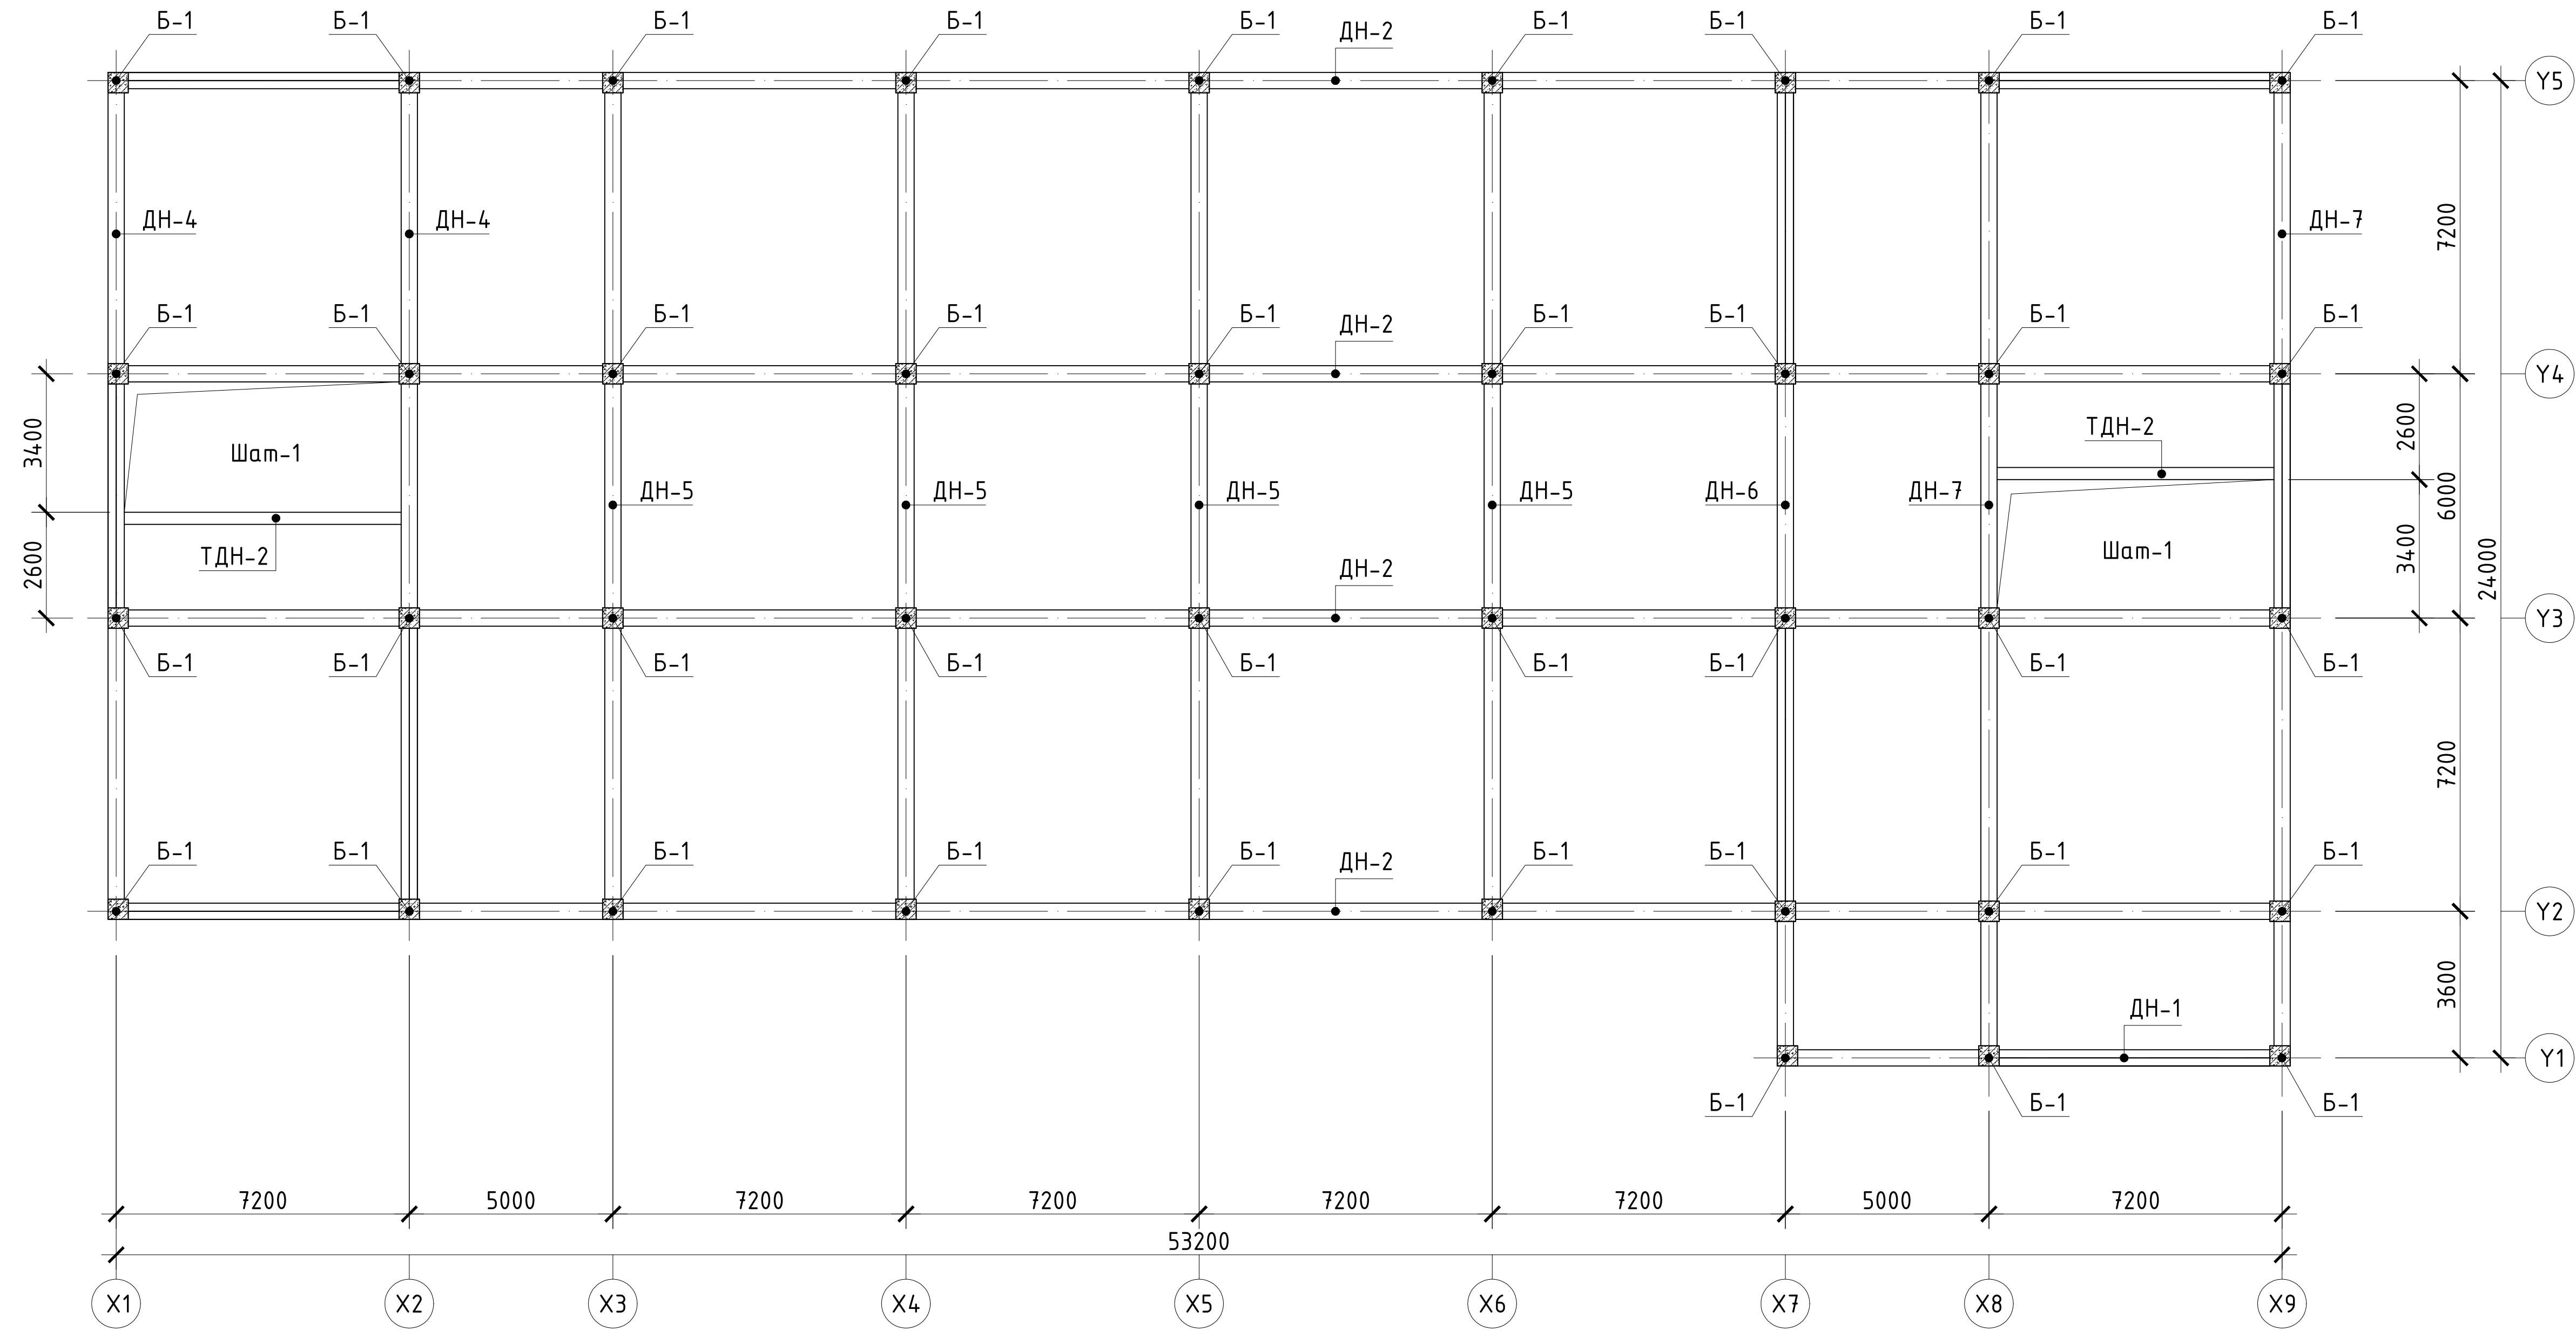 Б-1 Б-1 Б-1 Б-1 Б-1 ДН-2 Б-1 Б-1 Б-1 Б-1
Y5
ДН-4 ДН-4 ДН-7 7200
Б-1 Б-1 Б-1 Б-1 Б-1 ДН-2 Б-1 Б-1 Б-1 Б-1
Y4
3400 Шат-1 ТДН-2 2600
ДН-5 ДН-5 ДН-5 ДН-5 ДН-6 ДН-7 6000
2600 ТДН-2 ДН-2 Шат-1 3400 24000
Y3
Б-1 Б-1 Б-1 Б-1 Б-1 Б-1 Б-1 Б-1 Б-1
7200
Б-1 Б-1 Б-1 Б-1 Б-1 ДН-2 Б-1 Б-1 Б-1 Б-1
Y2
3600
ДН-1
Y1
Б-1 Б-1 Б-1
7200 5000 7200 7200 7200 7200 5000 7200
53200
X1 X2 X3 X4 X5 X6 X7 X8 X9